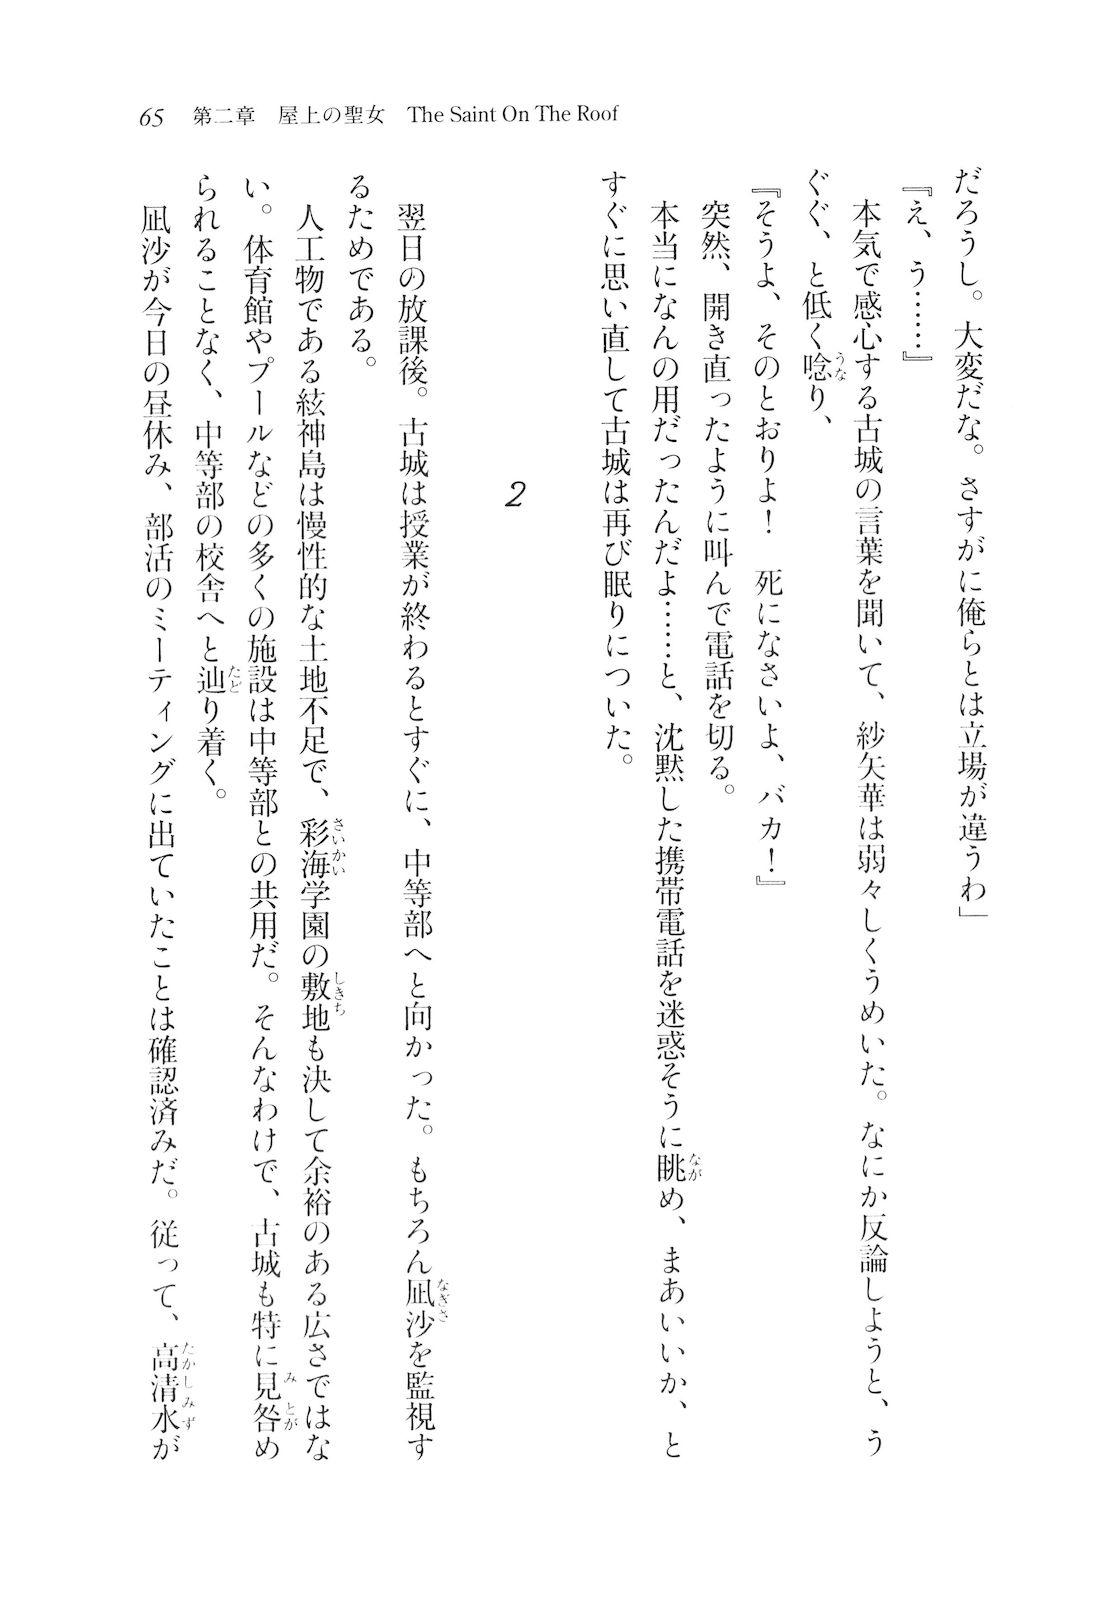 65　第二章　屋上の聖女　The Saint On The Roof
だろうし。大変だな。さすがに俺らとは立場が違うわ」
『え、う……』
　本気で感心する古城の言葉を聞いて、紗矢華は弱々しくうめいた。なにか反論しようと、う
ぐぐ、と低く唸り、
『そうよ、そのとおりよ！　死になさいよ、バカ！』
　突然、開き直ったように叫んで電話を切る。
　本当になんの用だったんだよ……と、沈黙した携帯電話を迷惑そうに眺め、まあいいか、と
すぐに思い直して古城は再び眠りについた。
2
　翌日の放課後。古城は授業が終わるとすぐに、中等部へと向かった。もちろん凪沙を監視す
るためである。
　人工物である絃神島は慢性的な土地不足で、彩海学園の敷地も決して余裕のある広さではな
い。体育館やプールなどの多くの施設は中等部との共用だ。そんなわけで、古城も特に見咎め
られることなく、中等部の校舎へと辿り着く。
　凪沙が今日の昼休み、部活のミーティングに出ていたことは確認済みだ。従って、高清水が